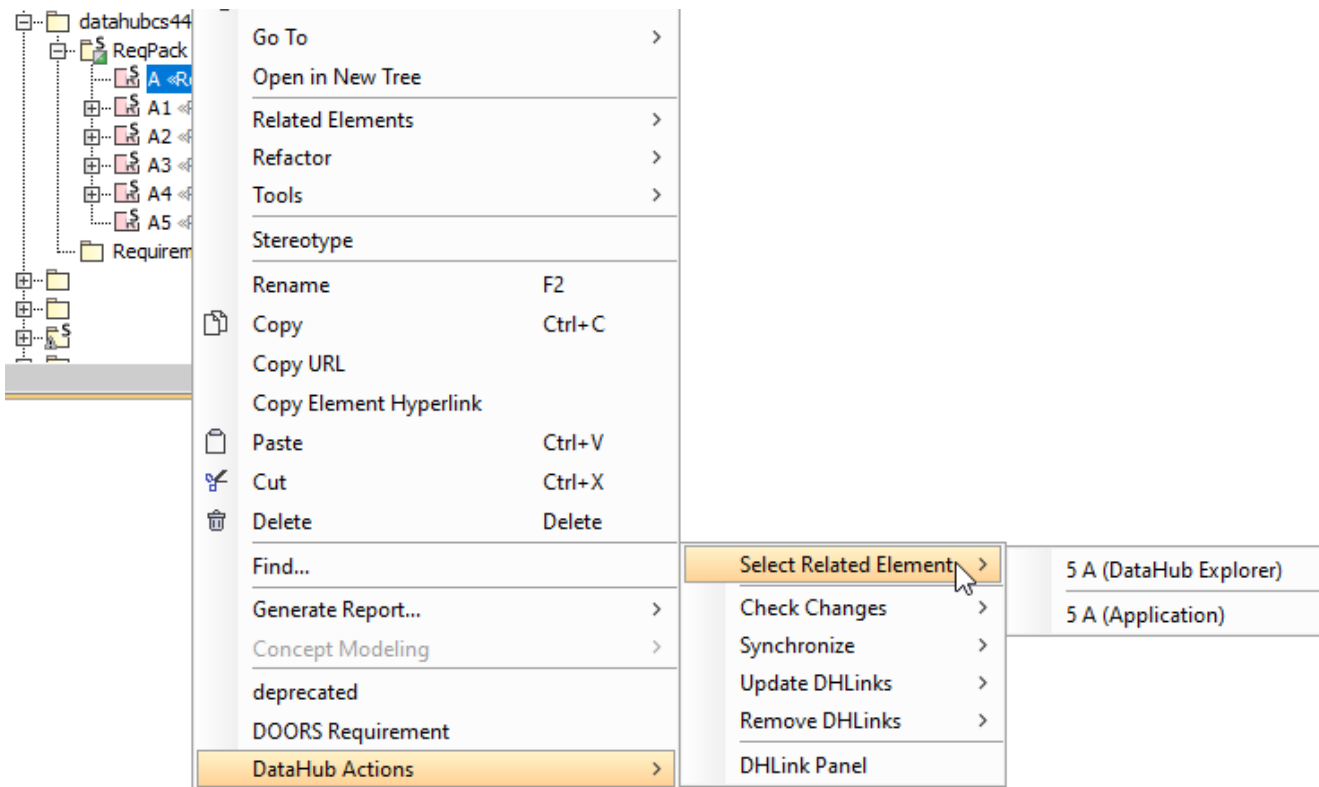 datahubcs44
ReqPack
A «R
A1
A2
A3
A4
A5
Requirem
Go To
Open in New Tree
Related Elements
Refactor
Tools
Stereotype
Rename F2
Copy Ctrl+C
Copy URL
Copy Element Hyperlink
Paste Ctrl+V
Cut Ctrl+X
Delete Delete
Find...
Generate Report...
Concept Modeling
deprecated
DOORS Requirement
DataHub Actions
Select Related Element
Check Changes
Synchronize
Update DHLinks
Remove DHLinks
DHLink Panel
5 A (DataHub Explorer)
5 A (Application)